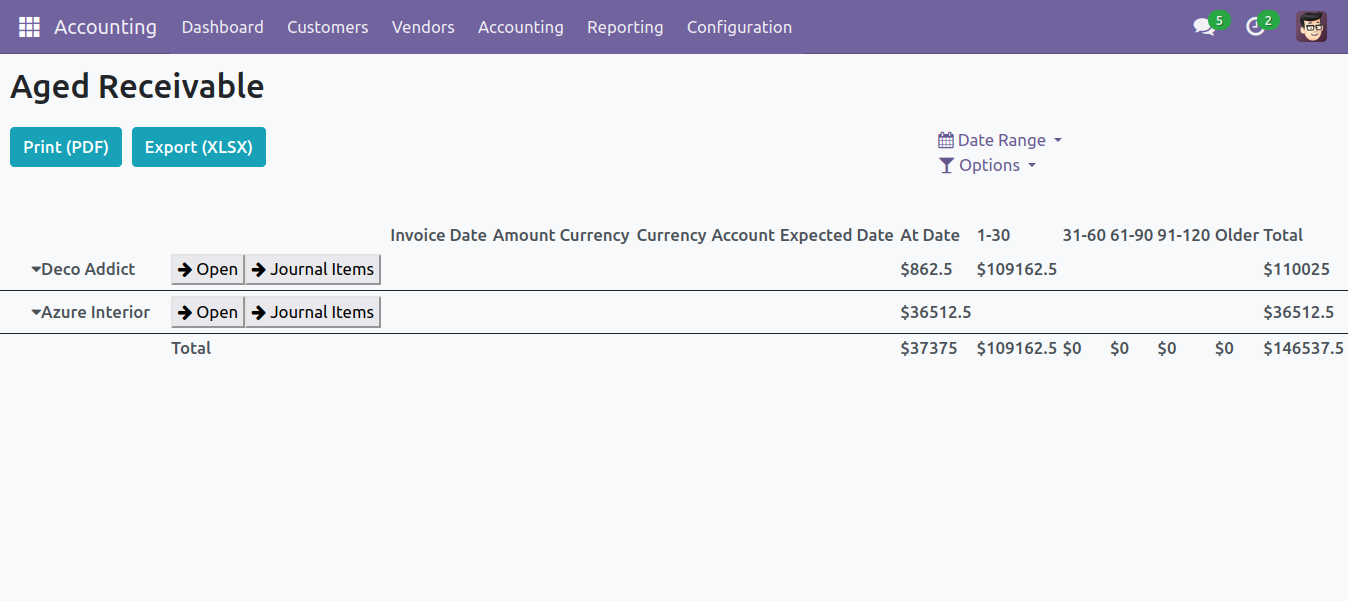 Accounting Dashboard Customers Vendors Accounting Reporting Configuration 5 2
Aged Receivable
Print (PDF) Export (XLSX)
Date Range
Options
Invoice Date Amount Currency Currency Account Expected Date At Date 1-30 31-60 61-90 91-120 Older Total
Deco Addict Open Journal Items $862.5 $109162.5 $110025
Azure Interior Open Journal Items $36512.5 $36512.5
Total $37375 $109162.5 $0 $0 $0 $0 $146537.5